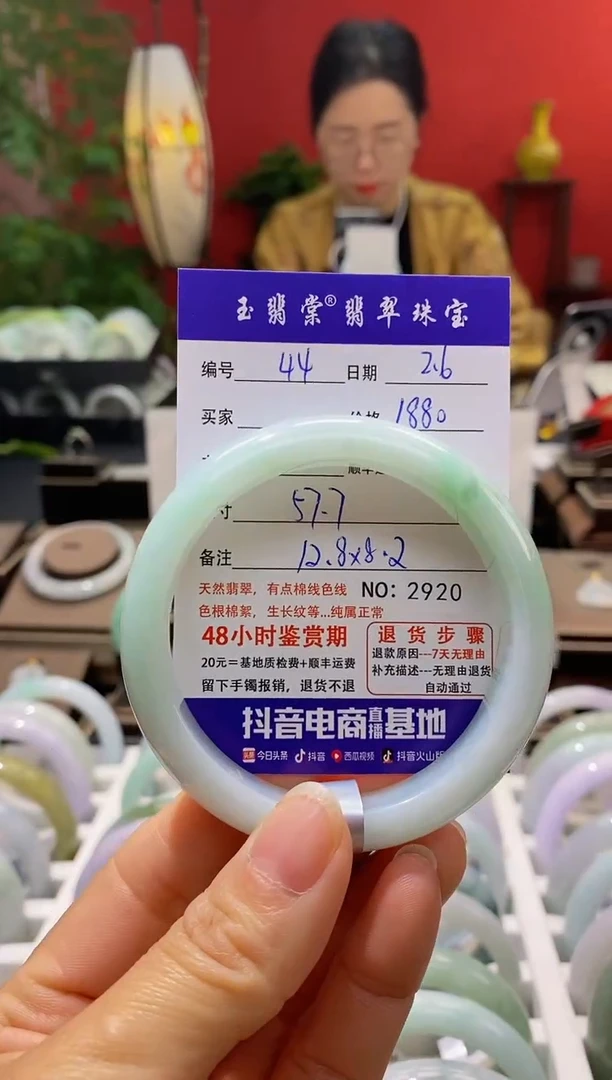 玉翡棠®翡翠珠宝
编号 44 日期 2.6
买家 价格 1880
寸 57.7
备注 12.8x8.2
天然翡翠，有点棉线色线
NO: 2920
色根棉絮，生长纹等...纯属正常
48小时鉴赏期
20元=基地质检费+顺丰运费
留下手镯报销，退货不退
退货步骤
退款原因---7天无理由
补充描述---无理由退货
自动通过
抖音电商直播基地
头条 今日头条 抖音 西瓜视频 抖音火山版